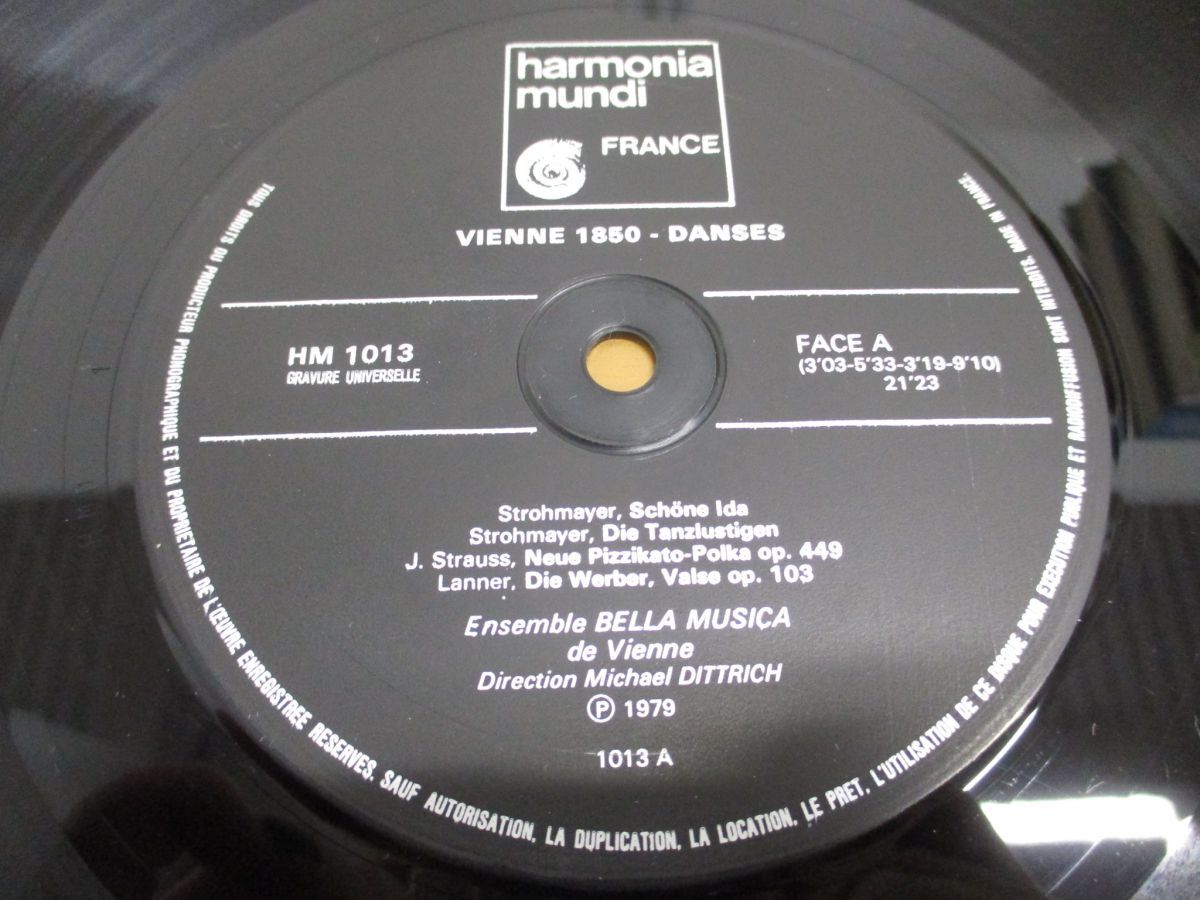 harmonia
mundi
FRANCE
VIENNE 1850 - DANSES
HM 1013
GRAVURE UNIVERSELLE
FACE A
(3'03-5'33-3'19-9'10)
21'23
Strohmayer, Schöne Ida
Strohmayer, Die Tanzlustigen
J. Strauss, Neue Pizzikato-Polka op. 449
Lanner, Die Werber, Valse op. 103
Ensemble BELLA MUSICA
de Vienne
Direction Michael DITTRICH
Ⓟ 1979
1013 A
TOUS DROITS DU PRODUCTEUR PHONOGRAPHIQUE ET DU PROPRIETAIRE DE L'ŒUVRE ENREGISTREE RESERVES. SAUF AUTORISATION, LA DUPLICATION, LA LOCATION, LE PRET, L'UTILISATION DE CE DISQUE POUR EXECUTION PUBLIQUE ET RADIODIFFUSION SONT INTERDITS. MADE IN FRANCE.